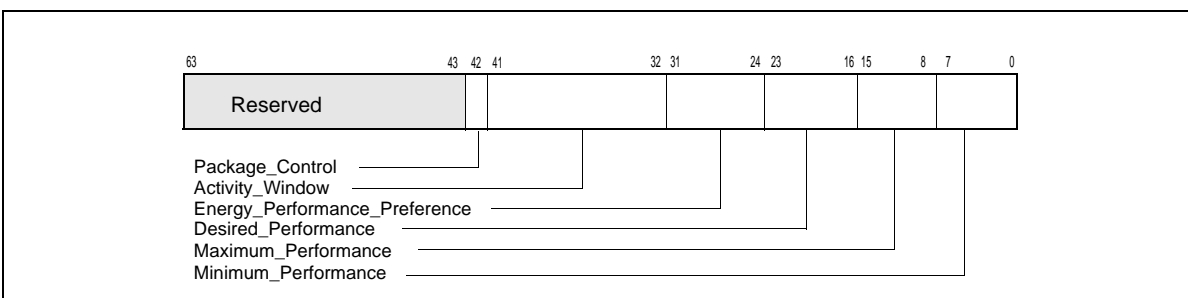 63 43 42 41 32 31 24 23 16 15 8 7 0
Reserved
Package_Control
Activity_Window
Energy_Performance_Preference
Desired_Performance
Maximum_Performance
Minimum_Performance